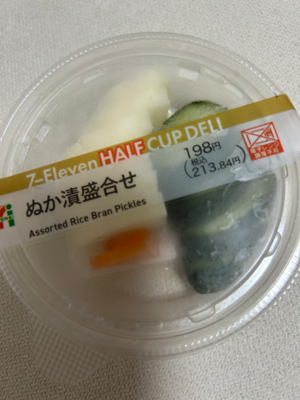 7-Eleven HALF CUP DELI
ぬか漬盛合せ
Assorted Rice Bran Pickles
198円
(税込
213.84円)